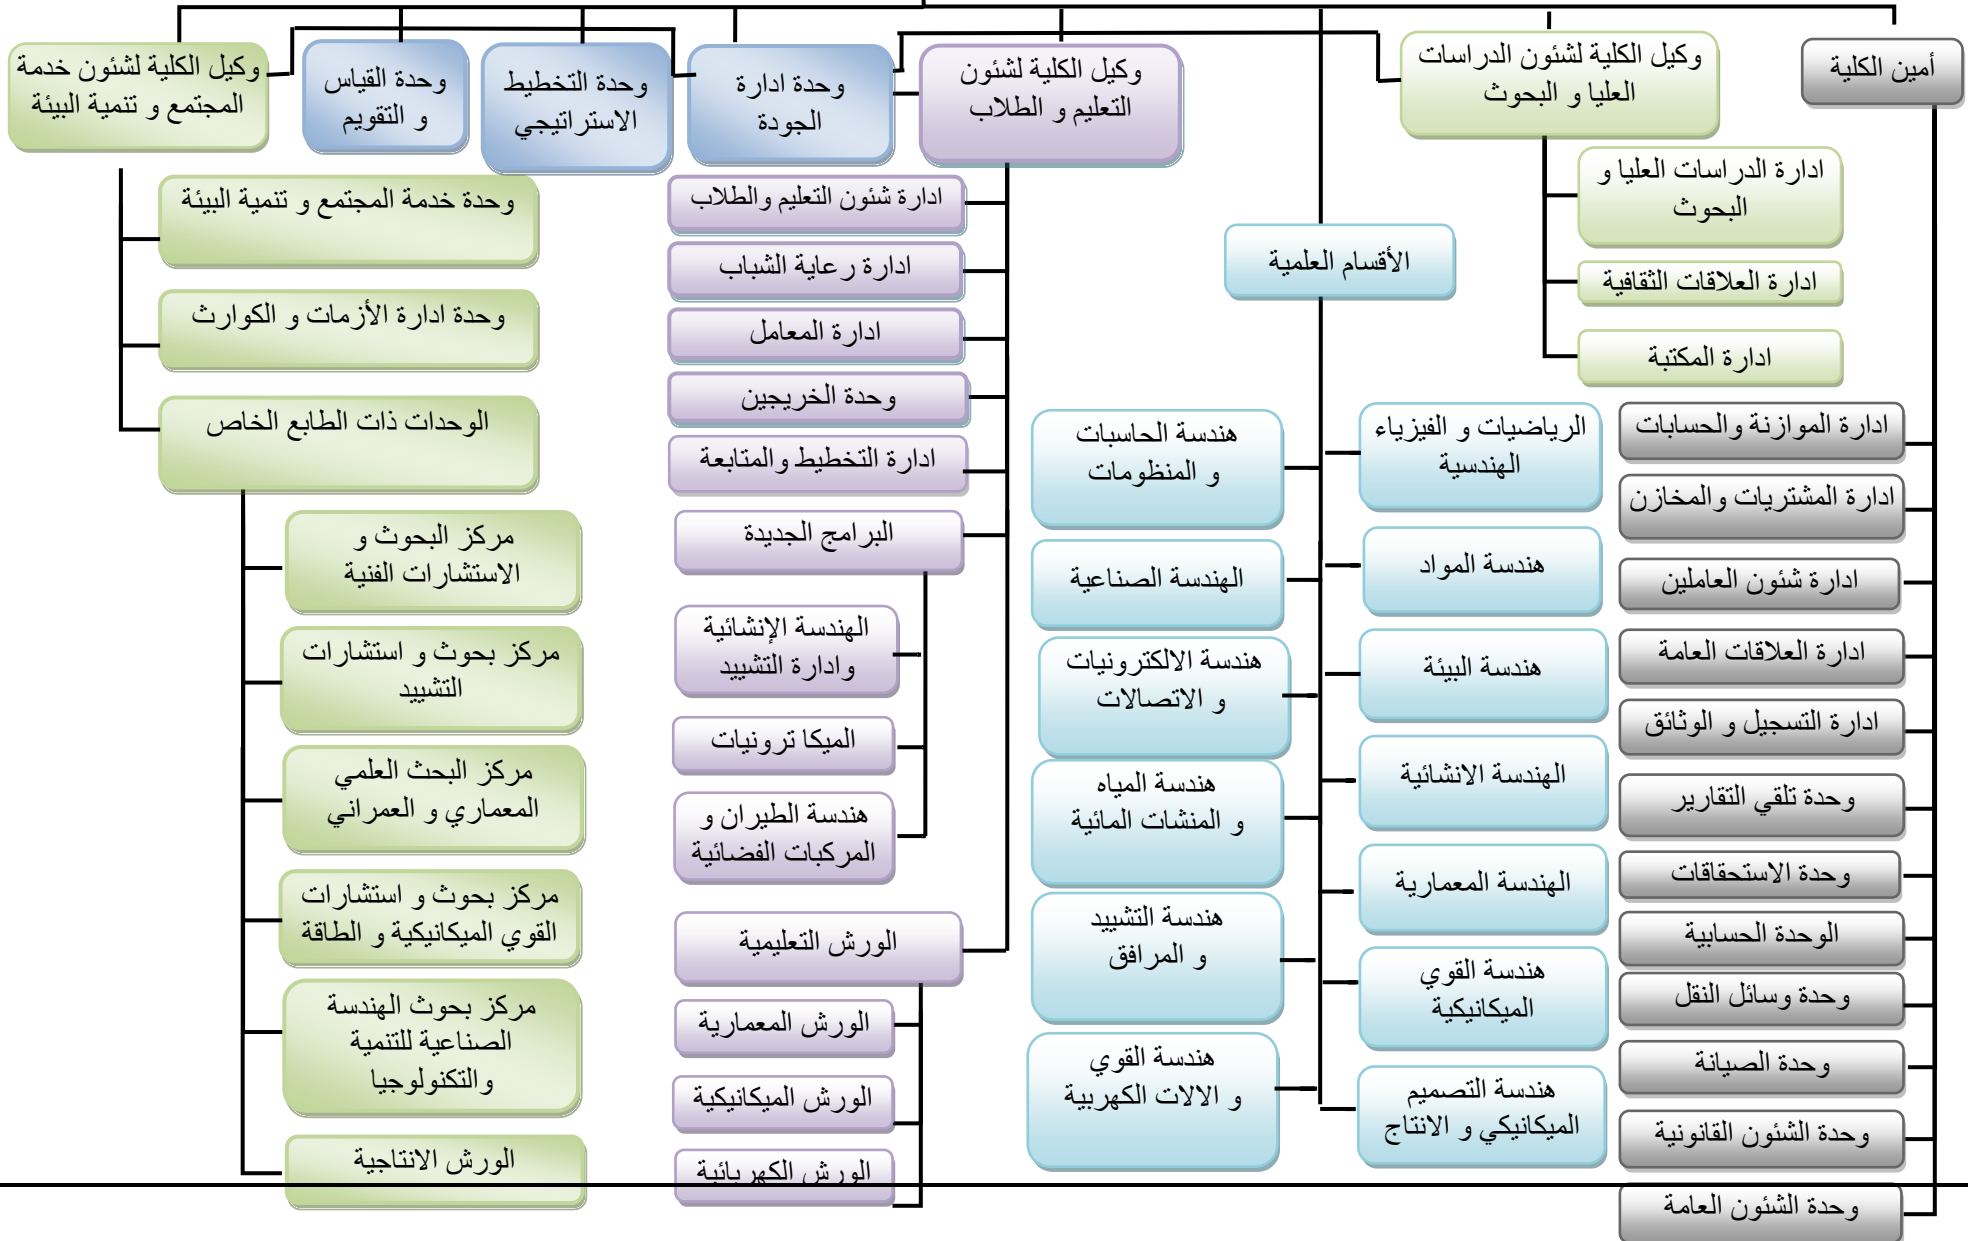 أمين الكلية
وكيل الكلية لشئون الدراسات
العليا و البحوث
وكيل الكلية لشئون
التعليم و الطلاب
وحدة ادارة
الجودة
وحدة التخطيط
الاستراتيجي
وحدة القياس
و التقويم
وكيل الكلية لشئون خدمة
المجتمع و تنمية البيئة
ادارة الدراسات العليا و
البحوث
ادارة العلاقات الثقافية
ادارة المكتبة
ادارة الموازنة والحسابات
ادارة المشتريات والمخازن
ادارة شئون العاملين
ادارة العلاقات العامة
ادارة التسجيل و الوثائق
وحدة تلقي التقارير
وحدة الاستحقاقات
الوحدة الحسابية
وحدة وسائل النقل
وحدة الصيانة
وحدة الشئون القانونية
وحدة الشئون العامة
الأقسام العلمية
الرياضيات و الفيزياء
الهندسية
هندسة المواد
هندسة البيئة
الهندسة الانشائية
الهندسة المعمارية
هندسة القوي
الميكانيكية
هندسة التصميم
الميكانيكي و الانتاج
هندسة الحاسبات
و المنظومات
الهندسة الصناعية
هندسة الالكترونيات
و الاتصالات
هندسة المياه
و المنشات المائية
هندسة التشييد
و المرافق
هندسة القوي
و الالات الكهربية
ادارة شئون التعليم والطلاب
ادارة رعاية الشباب
ادارة المعامل
وحدة الخريجين
ادارة التخطيط والمتابعة
البرامج الجديدة
الهندسة الإنشائية
وادارة التشييد
الميكا ترونيات
هندسة الطيران و
المركبات الفضائية
الورش التعليمية
الورش المعمارية
الورش الميكانيكية
الورش الكهربائية
وحدة خدمة المجتمع و تنمية البيئة
وحدة ادارة الأزمات و الكوارث
الوحدات ذات الطابع الخاص
مركز البحوث و
الاستشارات الفنية
مركز بحوث و استشارات
التشييد
مركز البحث العلمي
المعماري و العمراني
مركز بحوث و استشارات
القوي الميكانيكية و الطاقة
مركز بحوث الهندسة
الصناعية للتنمية
والتكنولوجيا
الورش الانتاجية